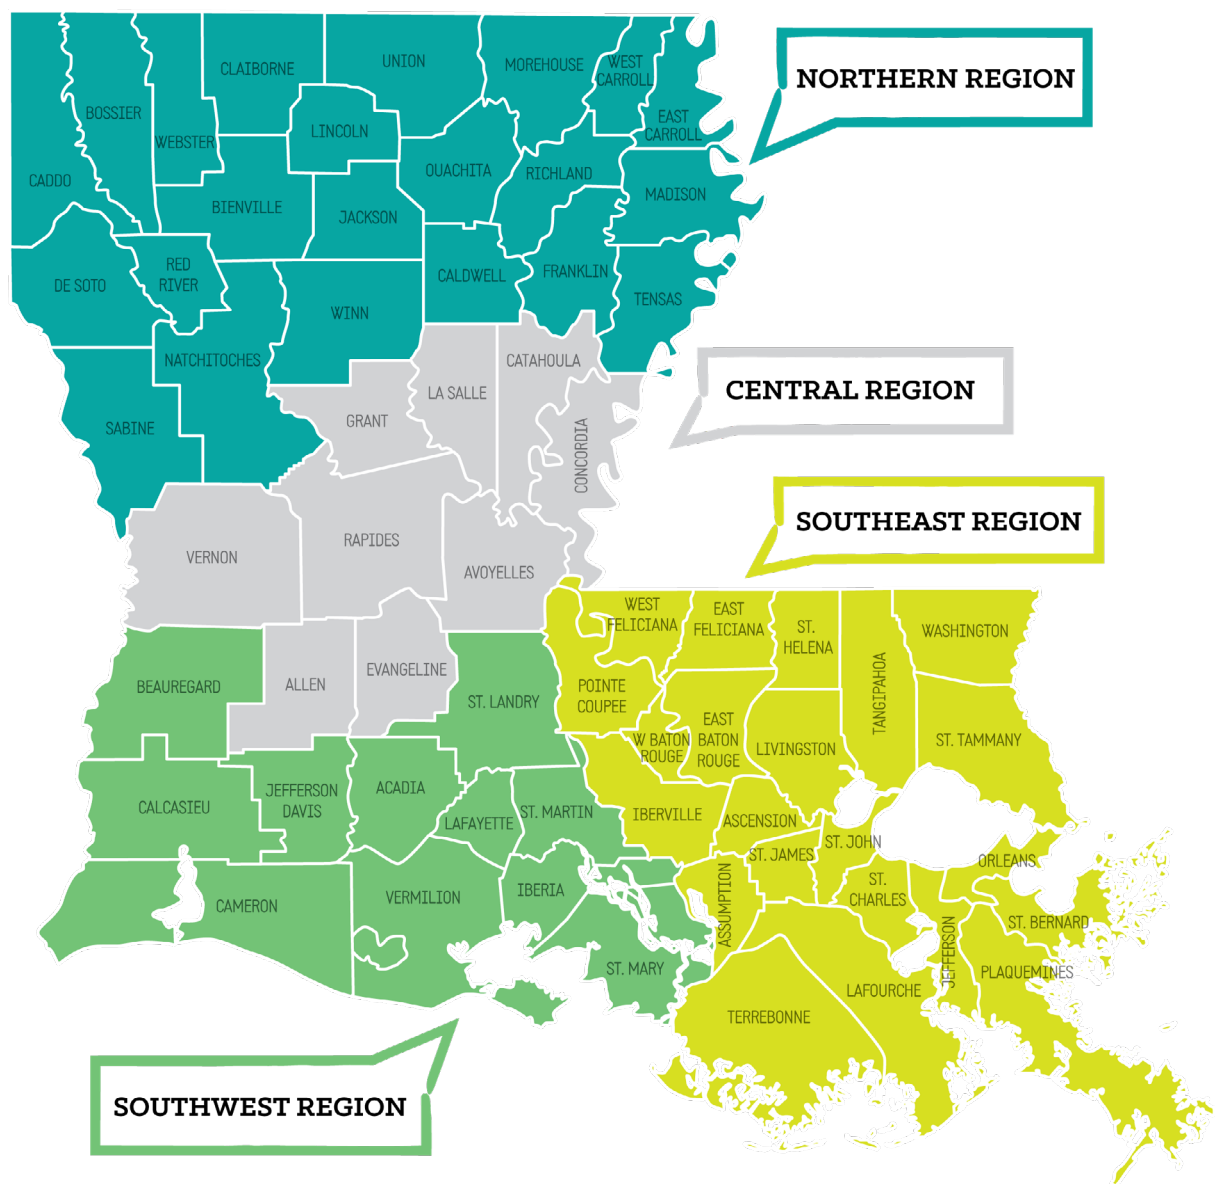 UNION
MOREHOUSE
WEST
CARROLL
CLAIBORNE
BOSSIER
EAST
CARROLL
LINCOLN
WEBSTER
OUACHITA
RICHLAND
CADDO
MADISON
BIENVILLE
JACKSON
RED
RIVER
DE SOTO
CALDWELL
FRANKLIN
TENSAS
WINN
NATCHITOCHES
SABINE
NORTHERN REGION
CATAHOULA
LA SALLE
GRANT
CONCORDIA
VERNON
RAPIDES
AVOYELLES
ALLEN
EVANGELINE
CENTRAL REGION
SOUTHEAST REGION
WEST
FELICIANA
EAST
FELICIANA
ST.
HELENA
TANGIPAHOA
WASHINGTON
POINTE
COUPEE
W BATON
ROUGE
EAST
BATON
ROUGE
LIVINGSTON
ST. TAMMANY
IBERVILLE
ASCENSION
ST. JAMES
ST. JOHN
ORLEANS
ST.
CHARLES
ASSUMPTION
JEFFERSON
ST. BERNARD
PLAQUEMINES
LAFOURCHE
TERREBONNE
BEAUREGARD
ST. LANDRY
CALCASIEU
JEFFERSON
DAVIS
ACADIA
LAFAYETTE
ST. MARTIN
CAMERON
VERMILION
IBERIA
ST. MARY
SOUTHWEST REGION